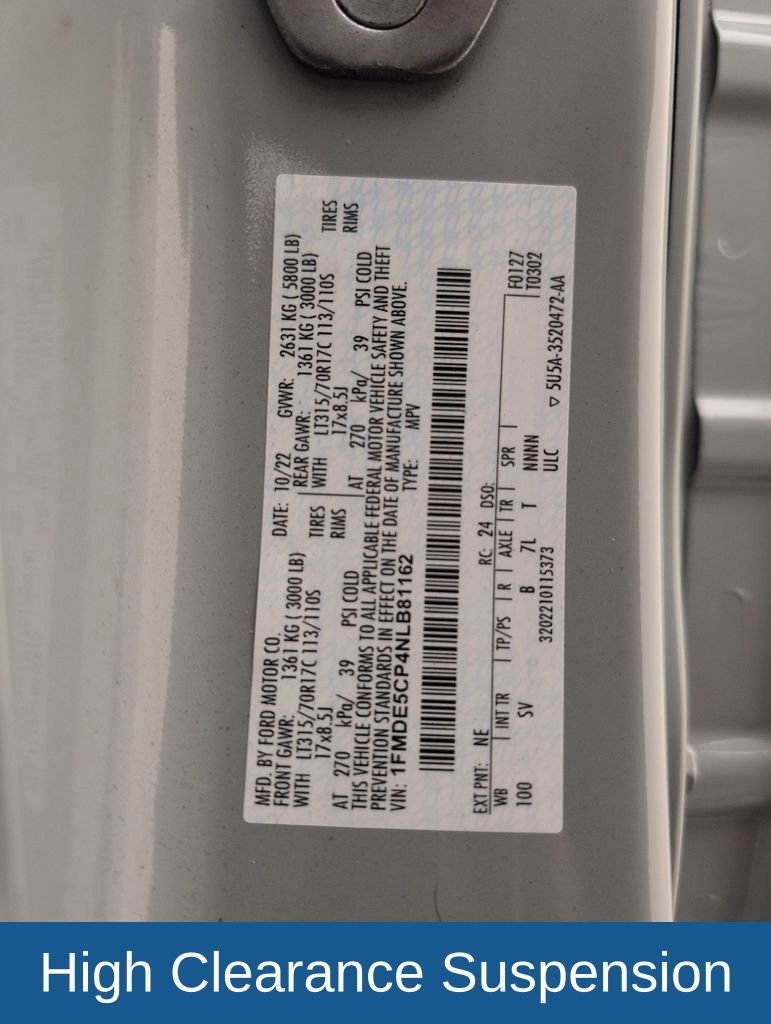 MFD. BY FORD MOTOR CO.
DATE: 10/22 GVWR: 2631 KG ( 5800 LB)
FRONT GAWR: 1361 KG ( 3000 LB) REAR GAWR: 1361 KG ( 3000 LB)
WITH LT315/70R17C 113/110S TIRES WITH LT315/70R17C 113/110S TIRES
17x8.5J RIMS 17x8.5J RIMS
AT 270 kPa/ 39 PSI COLD AT 270 kPa/ 39 PSI COLD
THIS VEHICLE CONFORMS TO ALL APPLICABLE FEDERAL MOTOR VEHICLE SAFETY AND THEFT
PREVENTION STANDARDS IN EFFECT ON THE DATE OF MANUFACTURE SHOWN ABOVE.
VIN: 1FMDE5CP4NLB81162 TYPE: MPV
EXT PNT: NE RC: 24 DSO: F0127
WB INT TR TP/PS R AXLE TR SPR T0302
100 SV B 7L T NNNN
3202210115373 ULC ▽ 5U5A-3520472-AA
High Clearance Suspension